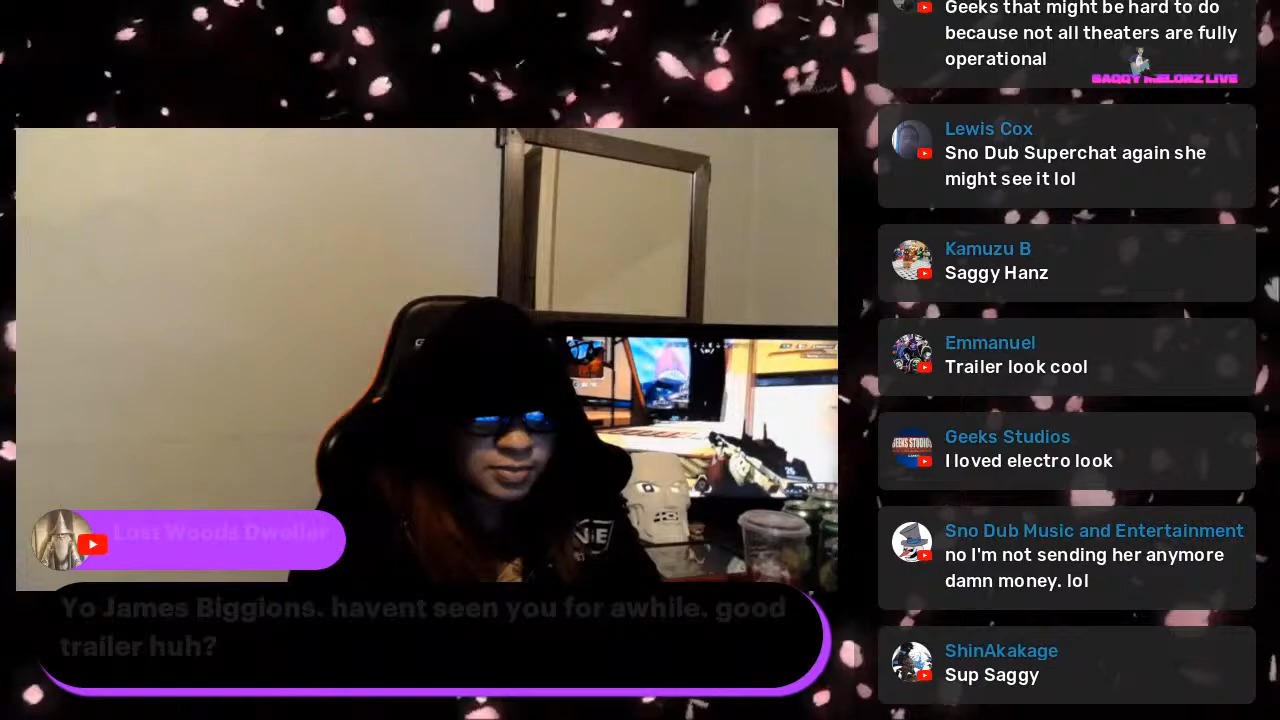 Geeks that might be hard to do
because not all theaters are fully
operational
SAGGY MELONZ LIVE
Lewis Cox
Sno Dub Superchat again she
might see it lol
Kamuzu B
Saggy Hanz
Emmanuel
Trailer look cool
Geeks Studios
I loved electro look
Sno Dub Music and Entertainment
no I'm not sending her anymore
damn money. lol
ShinAkakage
Sup Saggy
Lost Woods Dweller
Yo James Biggions. havent seen you for awhile. good
trailer huh?